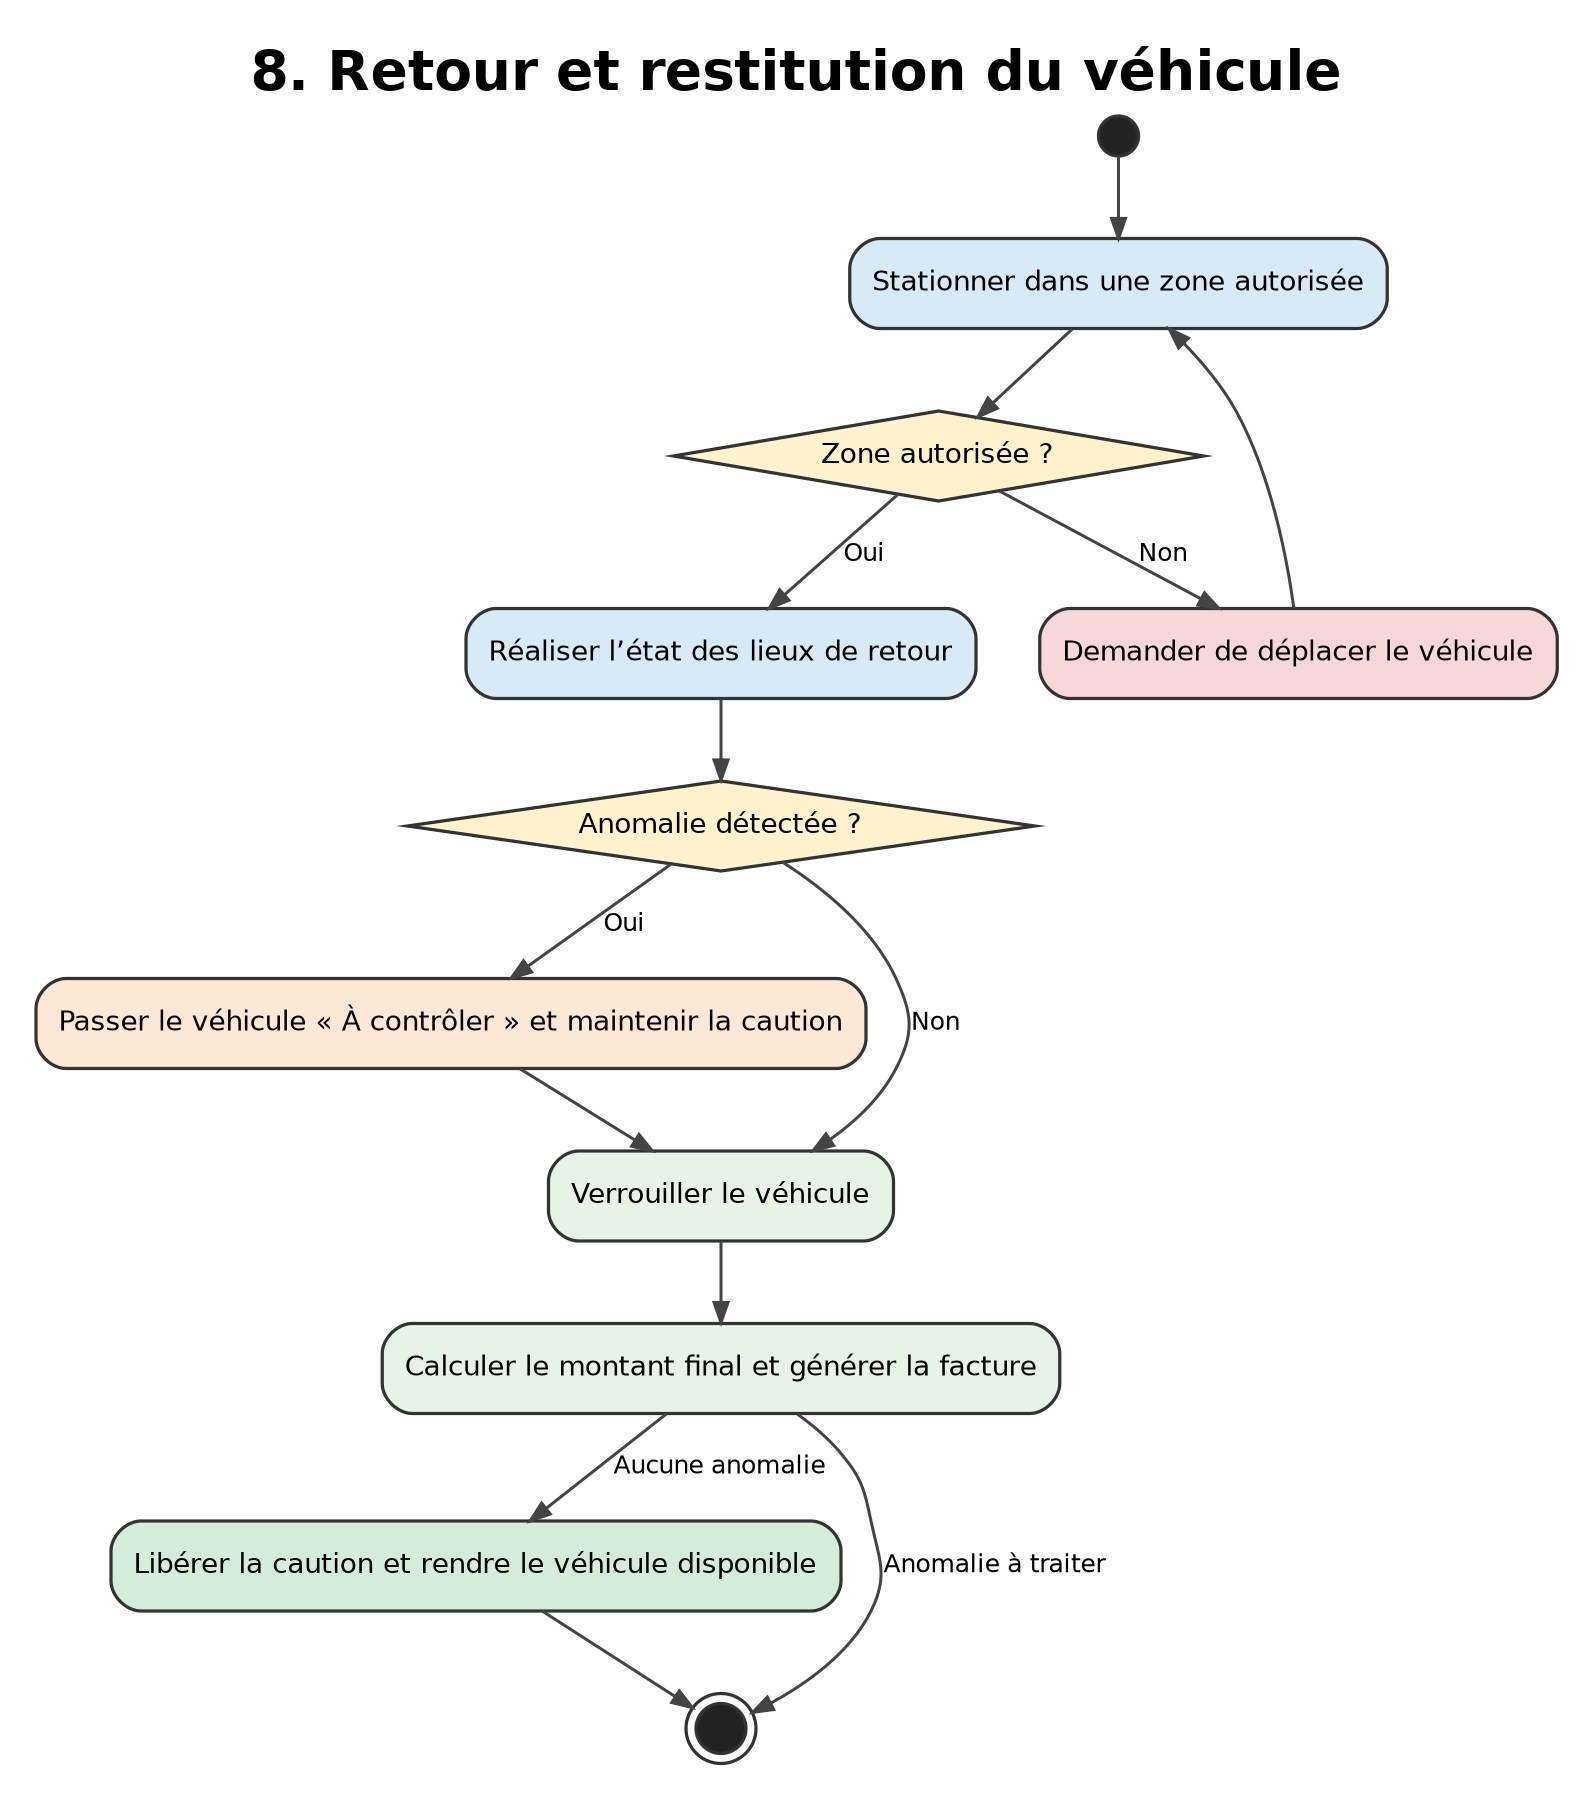 8. Retour et restitution du véhicule
Stationner dans une zone autorisée
Zone autorisée ?
Oui
Non
Réaliser l’état des lieux de retour
Demander de déplacer le véhicule
Anomalie détectée ?
Oui
Passer le véhicule « À contrôler » et maintenir la caution
Non
Verrouiller le véhicule
Calculer le montant final et générer la facture
Aucune anomalie
Libérer la caution et rendre le véhicule disponible
Anomalie à traiter